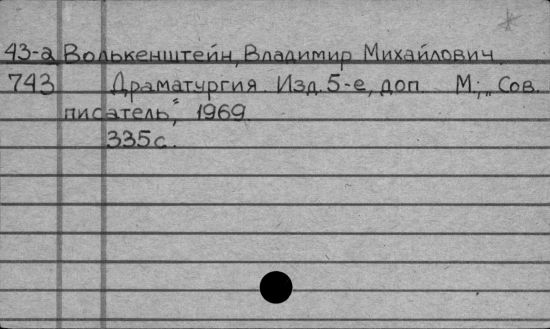 43-а Волькенштейн, Владимир Михайлович.
743 Драматургия. Изд. 5-е, доп. М., „Сов.
писатель“, 1969.
335с.